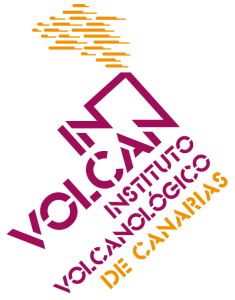 IN
VOLCAN
INSTITUTO
VOLCANOLÓGICO
DE CANARIAS